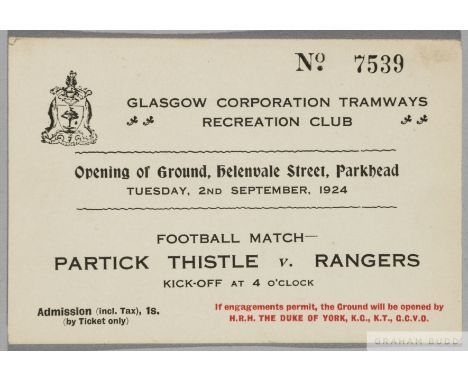 Nº 7539
GLASGOW CORPORATION TRAMWAYS
RECREATION CLUB
Opening of Ground, Helenvale Street, Parkhead
TUESDAY, 2ND SEPTEMBER, 1924
FOOTBALL MATCH—
PARTICK THISTLE v. RANGERS
KICK-OFF AT 4 O'CLOCK
Admission (incl. Tax), 1s.
(by Ticket only)
If engagements permit, the Ground will be opened by
H.R.H. THE DUKE OF YORK, K.G., K.T., G.C.V.O.
GRAHAM BUDD